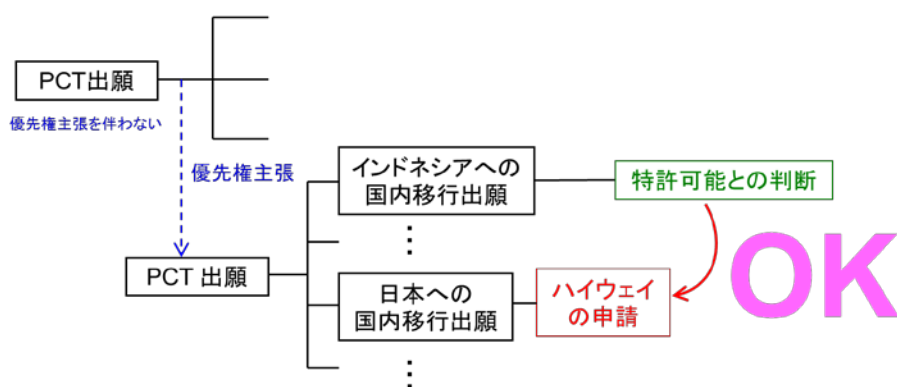 PCT出願
優先権主張を伴わない
優先権主張
PCT 出願
インドネシアへの
国内移行出願
特許可能との判断
⋮
日本への
国内移行出願
ハイウェイ
の申請
OK
⋮